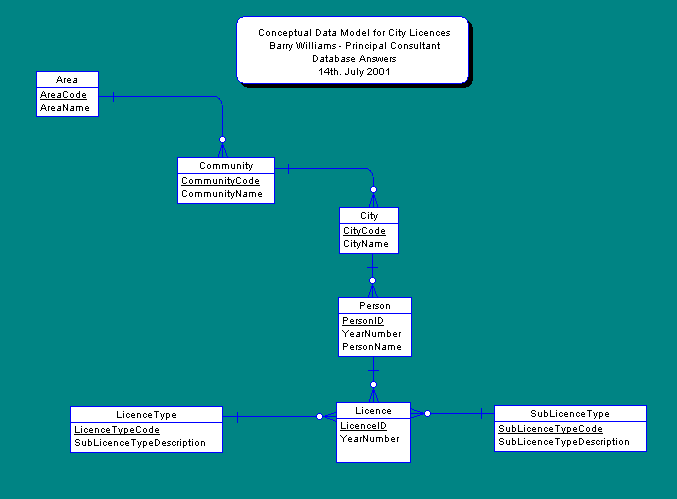 Conceptual Data Model for City Licences
Barry Williams - Principal Consultant
Database Answers
14th. July 2001
Area
AreaCode
AreaName
Community
CommunityCode
CommunityName
City
CityCode
CityName
Person
PersonID
YearNumber
PersonName
LicenceType
LicenceTypeCode
SubLicenceTypeDescription
Licence
LicenceID
YearNumber
SubLicenceType
SubLicenceTypeCode
SubLicenceTypeDescription